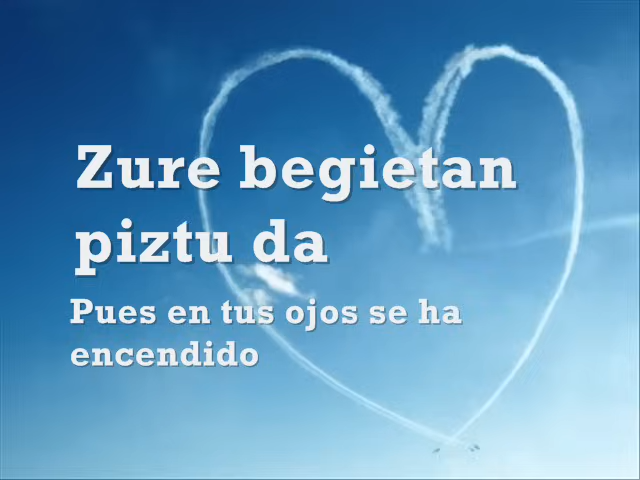 Zure begietan
piztu da
Pues en tus ojos se ha
encendido